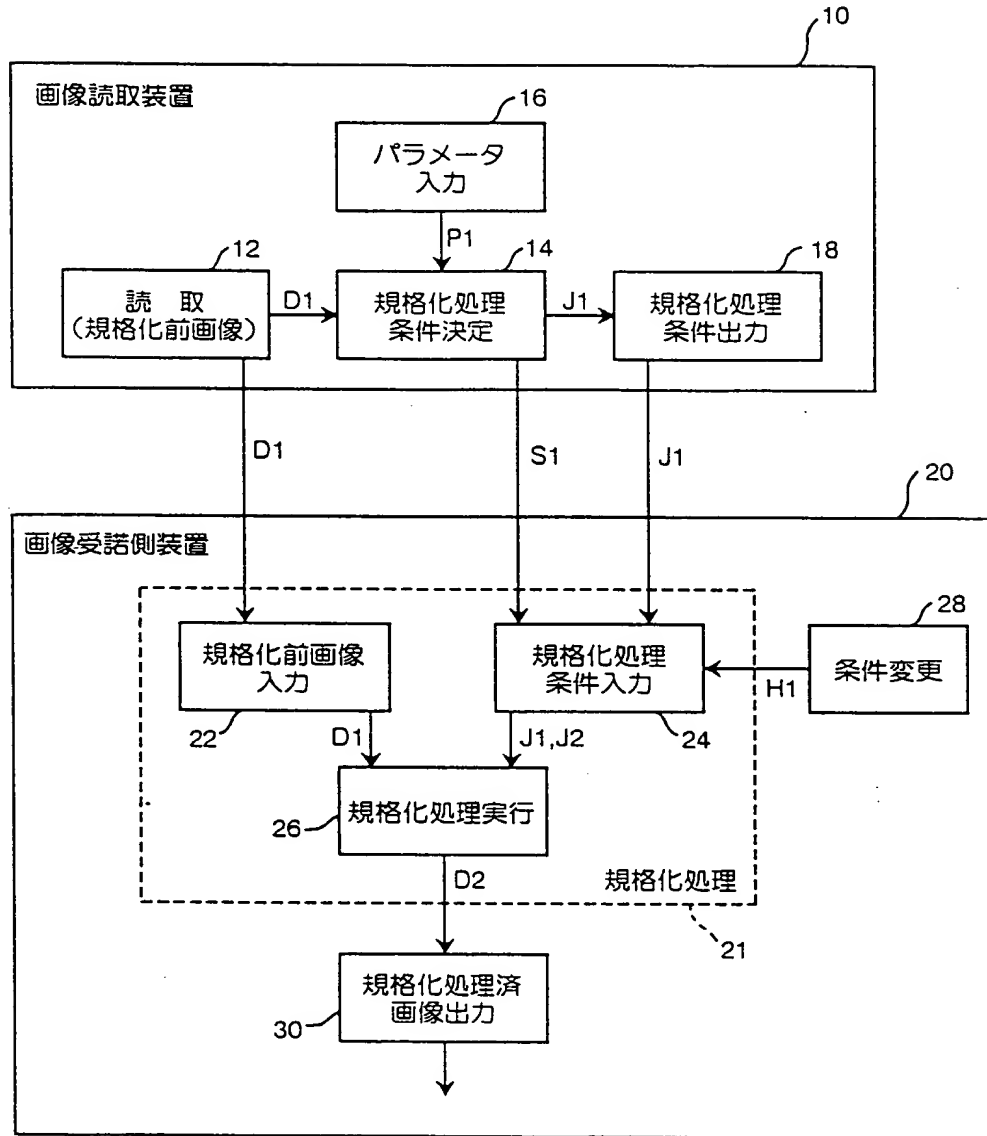 10
画像読取装置
16
パラメータ
入力
P1
12
14
18
読 取
(規格化前画像)
D1
規格化処理
条件決定
J1
規格化処理
条件出力
D1
S1
J1
20
画像受諾側装置
28
規格化前画像
入力
規格化処理
条件入力
条件変更
H1
22
D1
J1,J2
24
26
規格化処理実行
D2
規格化処理
21
規格化処理済
画像出力
30